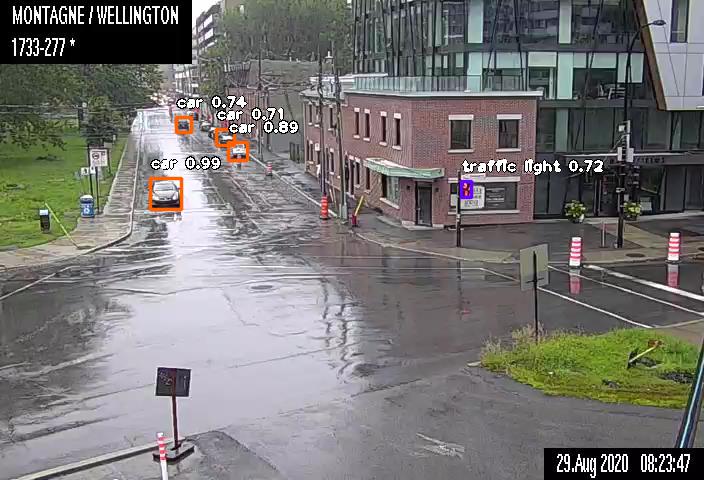 MONTAGNE / WELLINGTON
1733-277 *
car 0.74
car 0.71
car 0.89
car 0.99
traffic light 0.72
29.Aug 2020 08:23:47